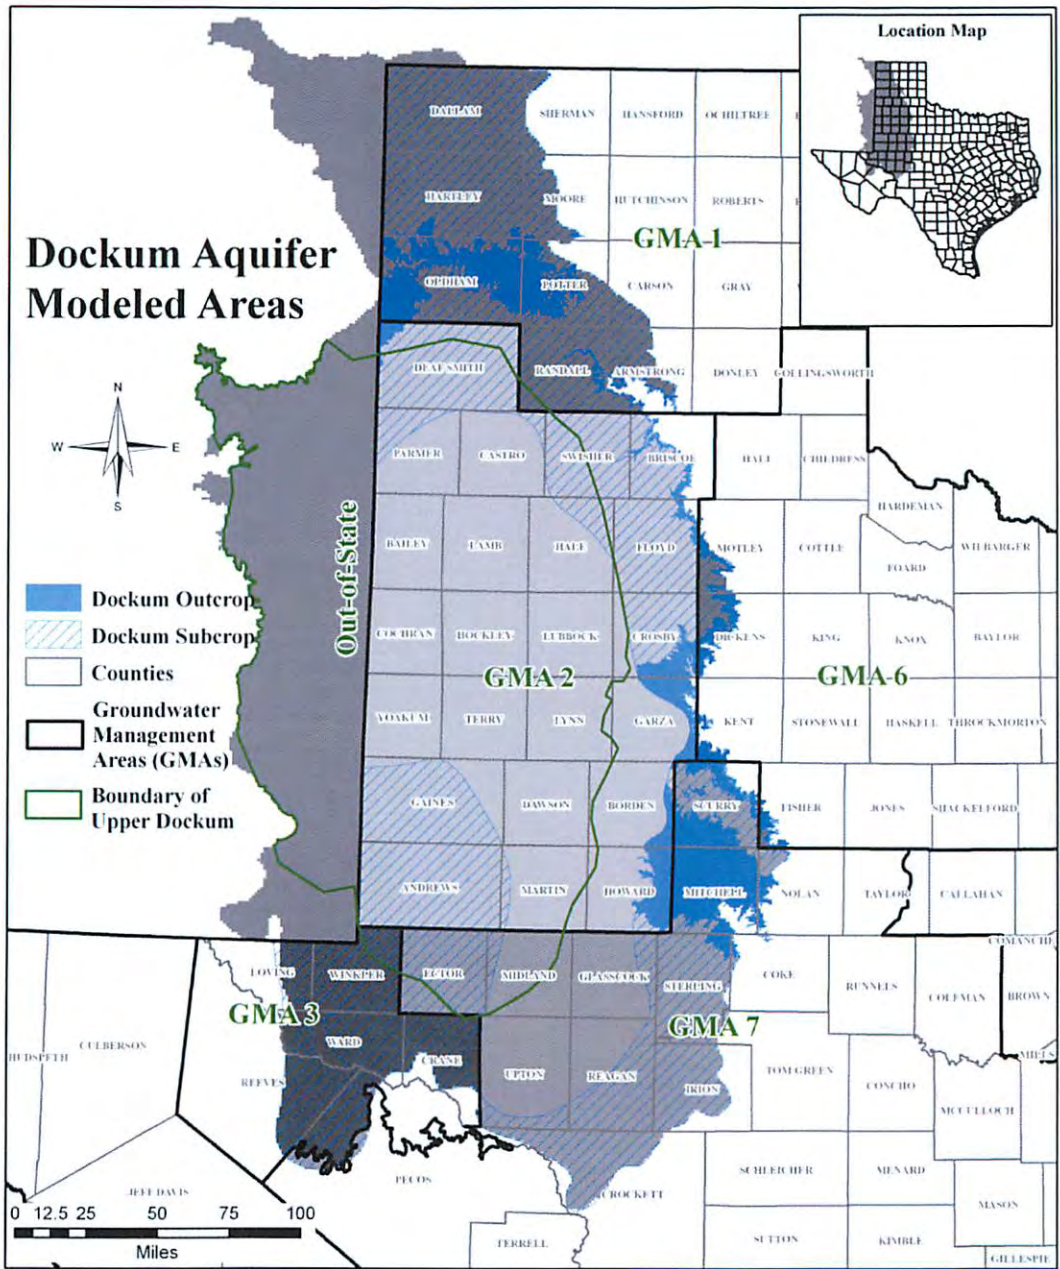 Location Map
DALLAM
SHERMAN
HANSFORD
OCHILTREE
HARTLEY
MOORE
HUTCHINSON
ROBERTS
GMA 1
Dockum Aquifer
Modeled Areas
OLDHAM
POTTER
CARSON
GRAY
DEAF SMITH
RANDALL
ARMSTRONG
DONLEY
COLLINGSWORTH
N
W
E
S
PARMER
CASTRO
SWISHER
BRISCOE
HALL
CHILDRESS
HARDEMAN
BAILEY
LAMB
HALE
FLOYD
MOTLEY
COTTLE
WILBARGER
FOARD
Out-of-State
Dockum Outcrop
Dockum Subcrop
Counties
Groundwater
Management
Areas (GMAs)
Boundary of
Upper Dockum
COCHRAN
HOCKLEY
LUBBOCK
CROSBY
DICKENS
KING
KNOX
BAYLOR
GMA 2
GMA 6
YOAKUM
TERRY
LYNN
GARZA
KENT
STONEWALL
HASKELL
THROCKMORTON
GAINES
DAWSON
BORDEN
SCURRY
FISHER
JONES
SHACKELFORD
ANDREWS
MARTIN
HOWARD
MITCHELL
NOLAN
TAYLOR
CALLAHAN
COMANCHE
LOVING
WINKLER
ECTOR
MIDLAND
GLASSCOCK
STERLING
COKE
RUNNELS
COLEMAN
BROWN
GMA 3
GMA 7
HUDSPETH
CULBERSON
REEVES
WARD
CRANE
UPTON
REAGAN
IRION
TOM GREEN
CONCHO
MILLS
MCCULLOCH
JEFF DAVIS
PECOS
CROCKETT
SCHLEICHER
MENARD
MASON
TERRELL
SUTTON
KIMBLE
GILLESPIE
0 12.5 25 50 75 100
Miles